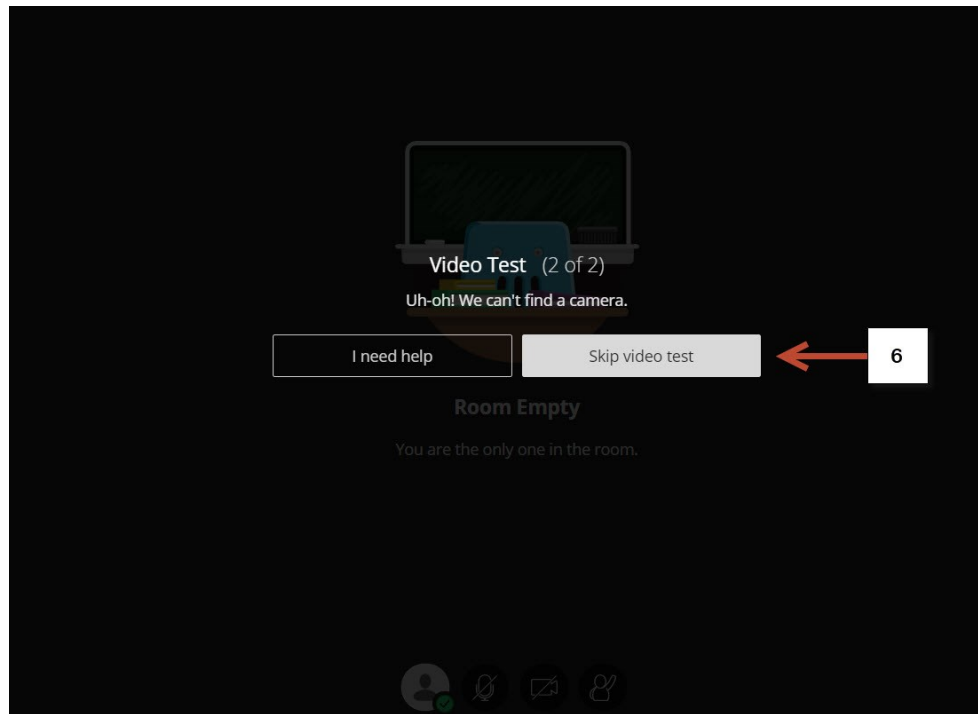 Video Test (2 of 2)
Uh-oh! We can't find a camera.
I need help
Skip video test
6
Room Empty
You are the only one in the room.